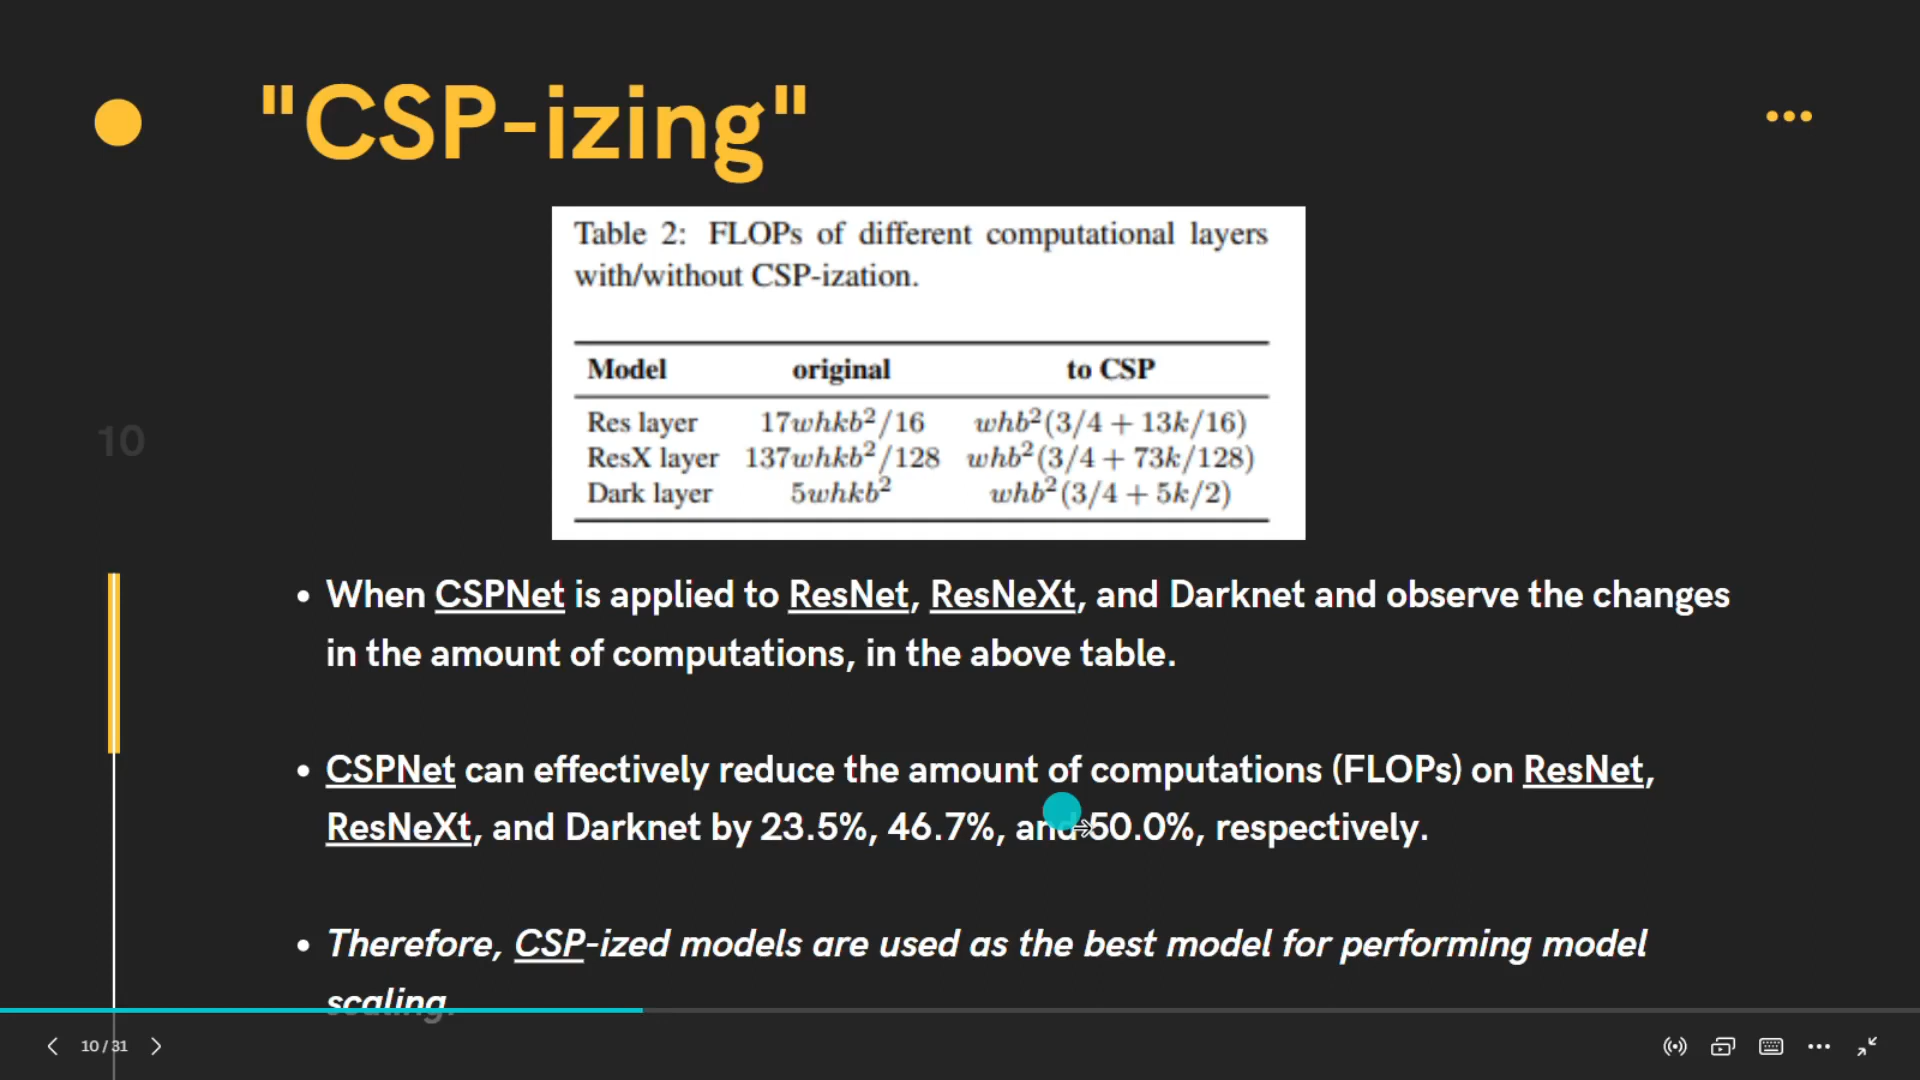 "CSP-izing"
Table 2: FLOPs of different computational layers
with/without CSP-ization.
Model original to CSP
Res layer 17whkb²/16 whb²(3/4 + 13k/16)
ResX layer 137whkb²/128 whb²(3/4 + 73k/128)
Dark layer 5whkb² whb²(3/4 + 5k/2)
10
• When CSPNet is applied to ResNet, ResNeXt, and Darknet and observe the changes
in the amount of computations, in the above table.
• CSPNet can effectively reduce the amount of computations (FLOPs) on ResNet,
ResNeXt, and Darknet by 23.5%, 46.7%, and 50.0%, respectively.
• Therefore, CSP-ized models are used as the best model for performing model
scaling.
10 / 31